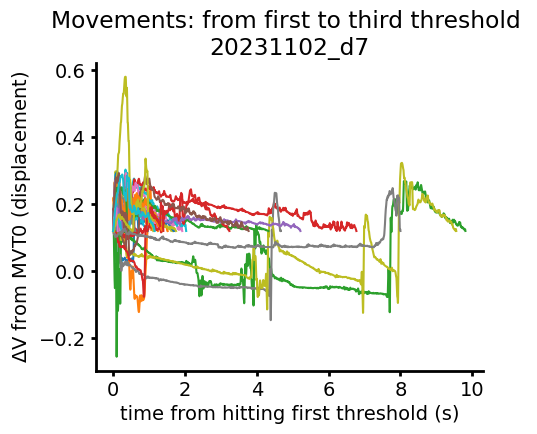 Movements: from first to third threshold
20231102_d7
ΔV from MVT0 (displacement)
0.6
0.4
0.2
0.0
−0.2
0
2
4
6
8
10
time from hitting first threshold (s)